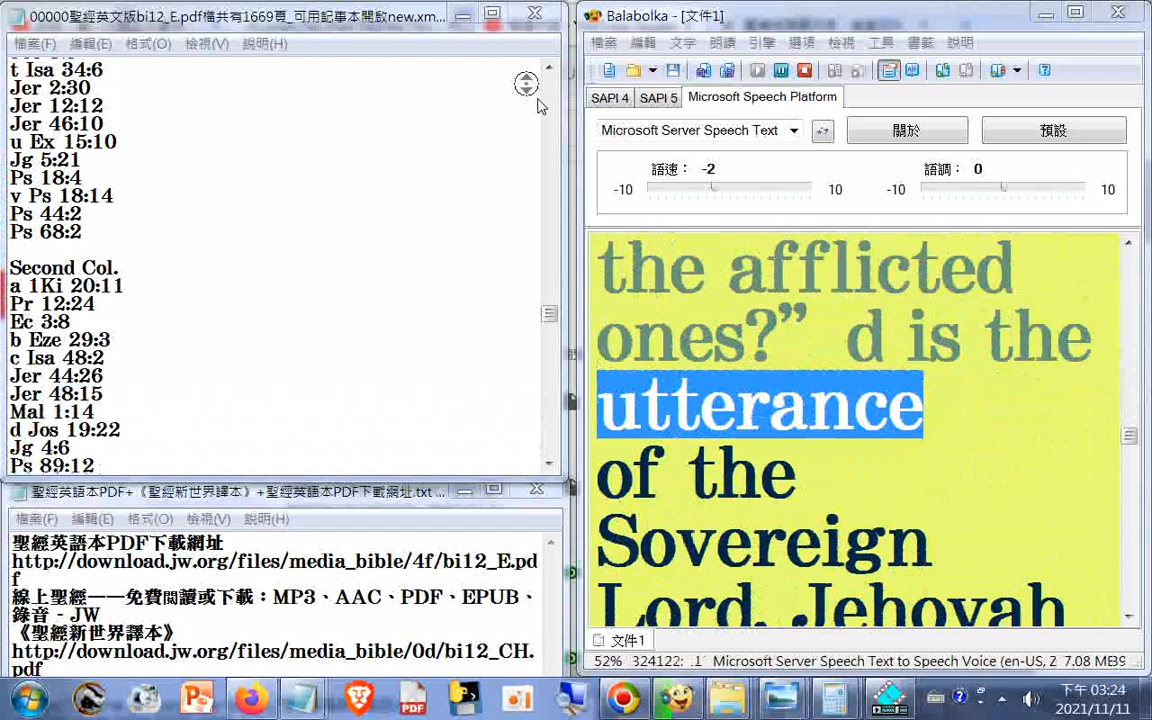 00000聖經英文版bi12_E.pdf檔共有1669頁_可用記事本開啟new.xm...
檔案(F) 編輯(E) 格式(O) 檢視(V) 說明(H)
t Isa 34:6
Jer 2:30
Jer 12:12
Jer 46:10
u Ex 15:10
Jg 5:21
Ps 18:4
v Ps 18:14
Ps 44:2
Ps 68:2
Second Col.
a 1Ki 20:11
Pr 12:24
Ec 3:8
b Eze 29:3
c Isa 48:2
Jer 44:26
Jer 48:15
Mal 1:14
d Jos 19:22
Jg 4:6
Ps 89:12
聖經英語本PDF+《聖經新世界譯本》+聖經英語本PDF下載網址.txt ...
檔案(F) 編輯(E) 格式(O) 檢視(V) 說明(H)
聖經英語本PDF下載網址
http://download.jw.org/files/media_bible/4f/bi12_E.pd
f
線上聖經——免費閱讀或下載：MP3、AAC、PDF、EPUB、
錄音 - JW
《聖經新世界譯本》
http://download.jw.org/files/media_bible/0d/bi12_CH.
pdf
Balabolka - [文件1]
檔案 編輯 文字 朗讀 引擎 選項 檢視 工具 書籤 說明
SAPI 4 SAPI 5 Microsoft Speech Platform
Microsoft Server Speech Text 關於 預設
語速： -2 語調： 0
-10 10 -10 10
the afflicted
ones?” d is the
utterance
of the
Sovereign
Lord, Jehovah
文件1
52% 324122: .1 Microsoft Server Speech Text to Speech Voice (en-US, Z 7.08 MB
下午 03:24
2021/11/11